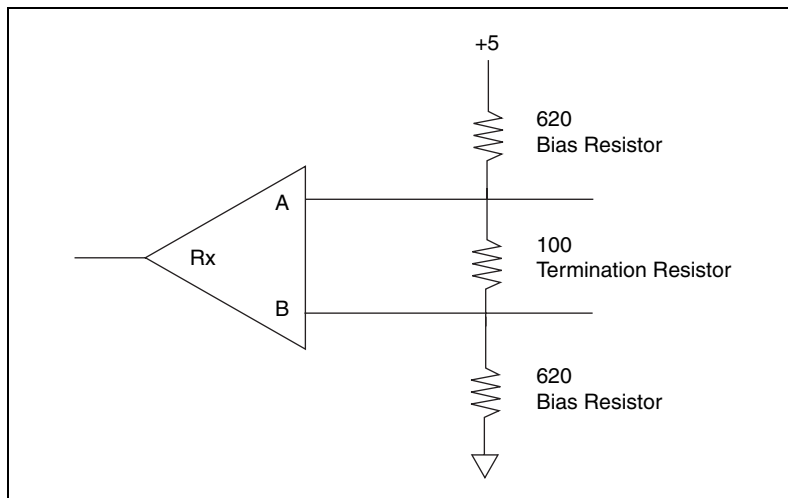 +5
620
Bias Resistor
A
100
Termination Resistor
Rx
B
620
Bias Resistor